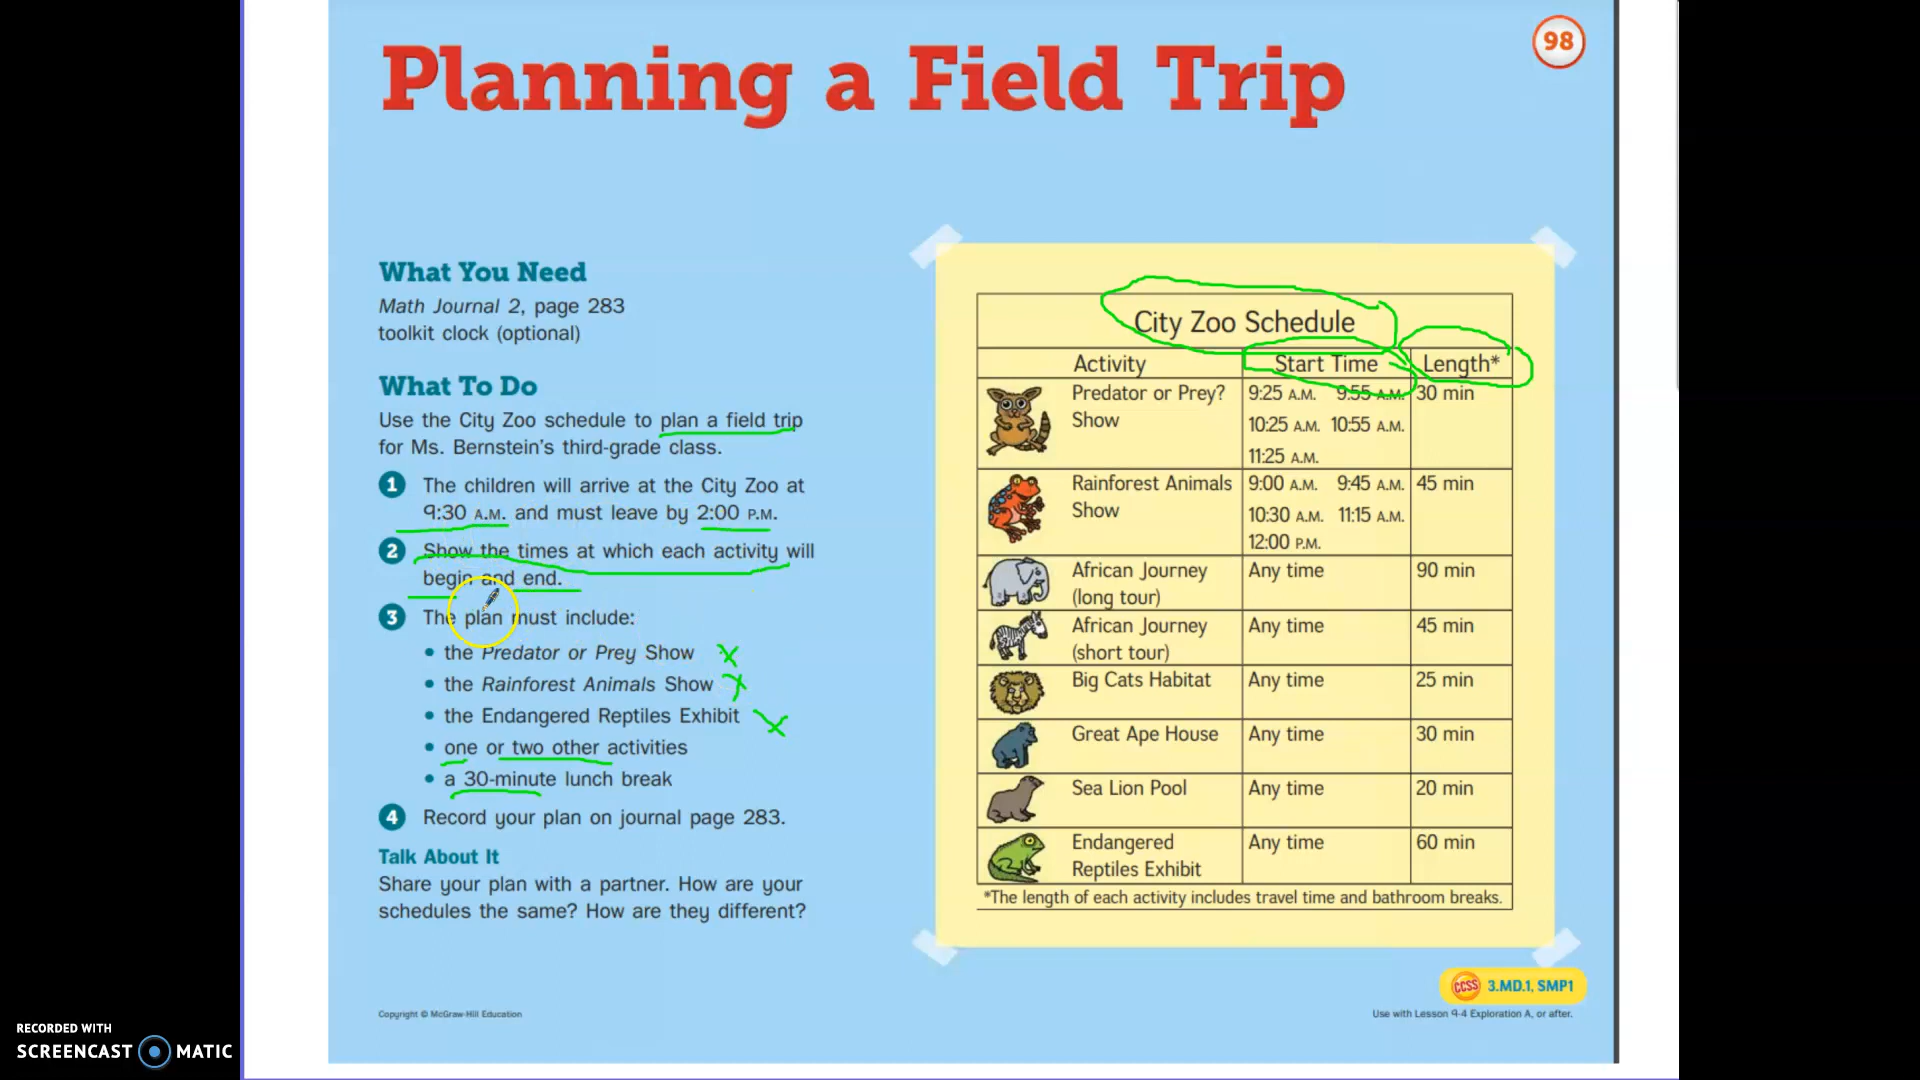 Planning a Field Trip
98
What You Need
Math Journal 2, page 283
toolkit clock (optional)
What To Do
Use the City Zoo schedule to plan a field trip
for Ms. Bernstein's third-grade class.
1 The children will arrive at the City Zoo at
9:30 A.M. and must leave by 2:00 P.M.
2 Show the times at which each activity will
begin and end.
3 The plan must include:
• the Predator or Prey Show
• the Rainforest Animals Show
• the Endangered Reptiles Exhibit
• one or two other activities
• a 30-minute lunch break
4 Record your plan on journal page 283.
Talk About It
Share your plan with a partner. How are your
schedules the same? How are they different?
City Zoo Schedule
Activity Start Time Length*
Predator or Prey? 9:25 A.M. 9:55 A.M. 30 min
Show 10:25 A.M. 10:55 A.M.
11:25 A.M.
Rainforest Animals 9:00 A.M. 9:45 A.M. 45 min
Show 10:30 A.M. 11:15 A.M.
12:00 P.M.
African Journey Any time 90 min
(long tour)
African Journey Any time 45 min
(short tour)
Big Cats Habitat Any time 25 min
Great Ape House Any time 30 min
Sea Lion Pool Any time 20 min
Endangered Any time 60 min
Reptiles Exhibit
*The length of each activity includes travel time and bathroom breaks.
CCSS 3.MD.1, SMP1
Copyright © McGraw-Hill Education
Use with Lesson 9-4 Exploration A, or after.
RECORDED WITH
SCREENCAST MATIC